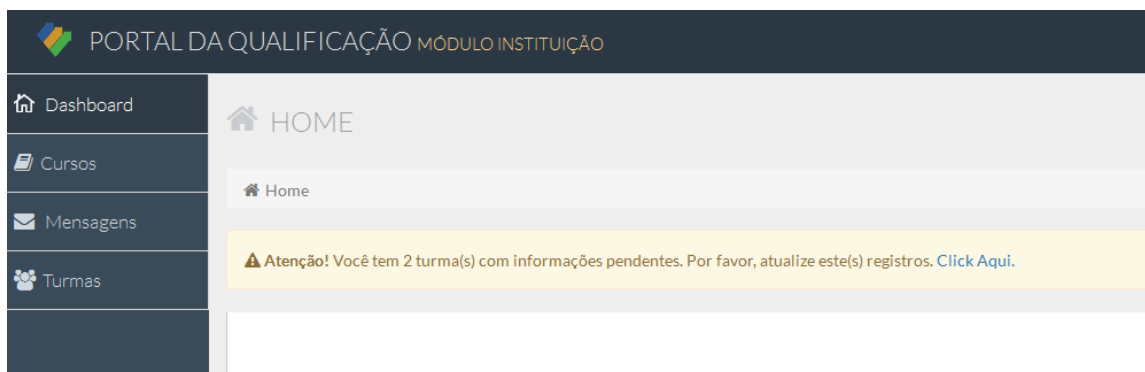 PORTAL DA QUALIFICAÇÃO MÓDULO INSTITUIÇÃO
Dashboard
Cursos
Mensagens
Turmas
HOME
Home
Atenção! Você tem 2 turma(s) com informações pendentes. Por favor, atualize este(s) registros. Click Aqui.